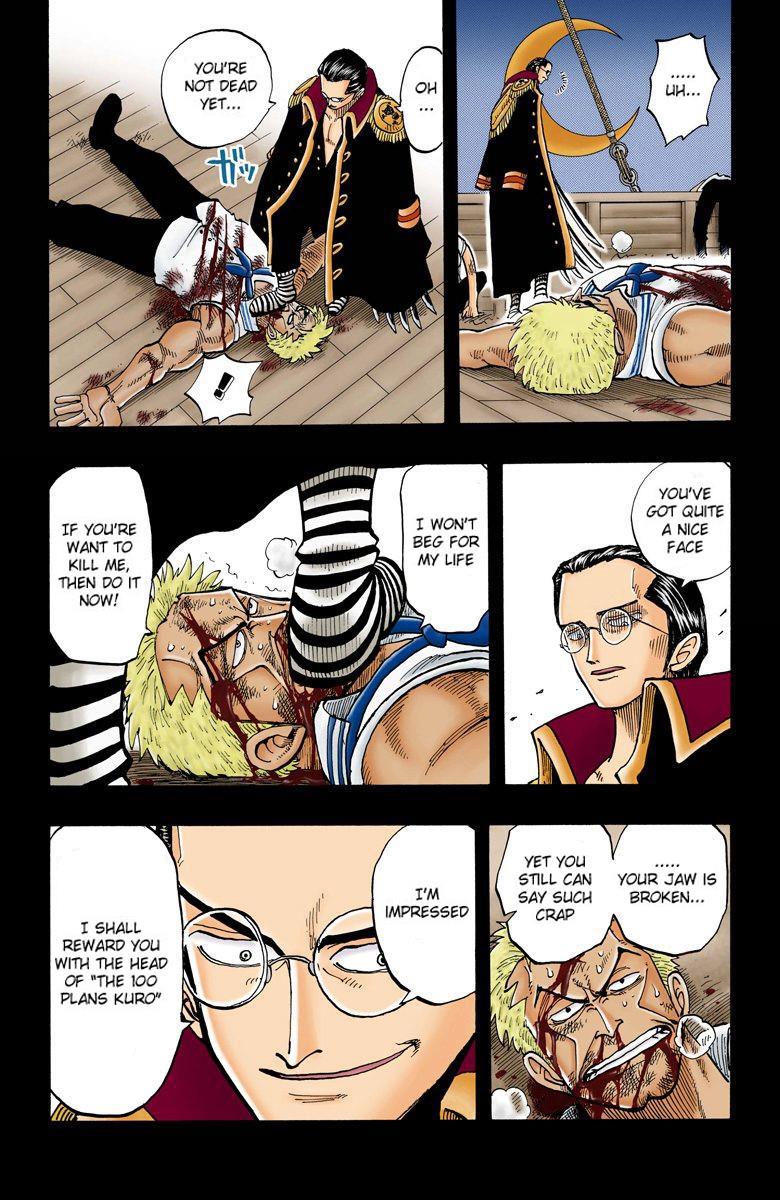 .....
UH...
OH
...
YOU'RE
NOT DEAD
YET...
ガッ
!
YOU'VE
GOT QUITE
A NICE
FACE
I WON'T
BEG FOR
MY LIFE
IF YOU'RE
WANT TO
KILL ME,
THEN DO IT
NOW!
.....
YOUR JAW IS
BROKEN...
YET YOU
STILL CAN
SAY SUCH
CRAP
I'M
IMPRESSED
I SHALL
REWARD YOU
WITH THE HEAD
OF "THE 100
PLANS KURO"